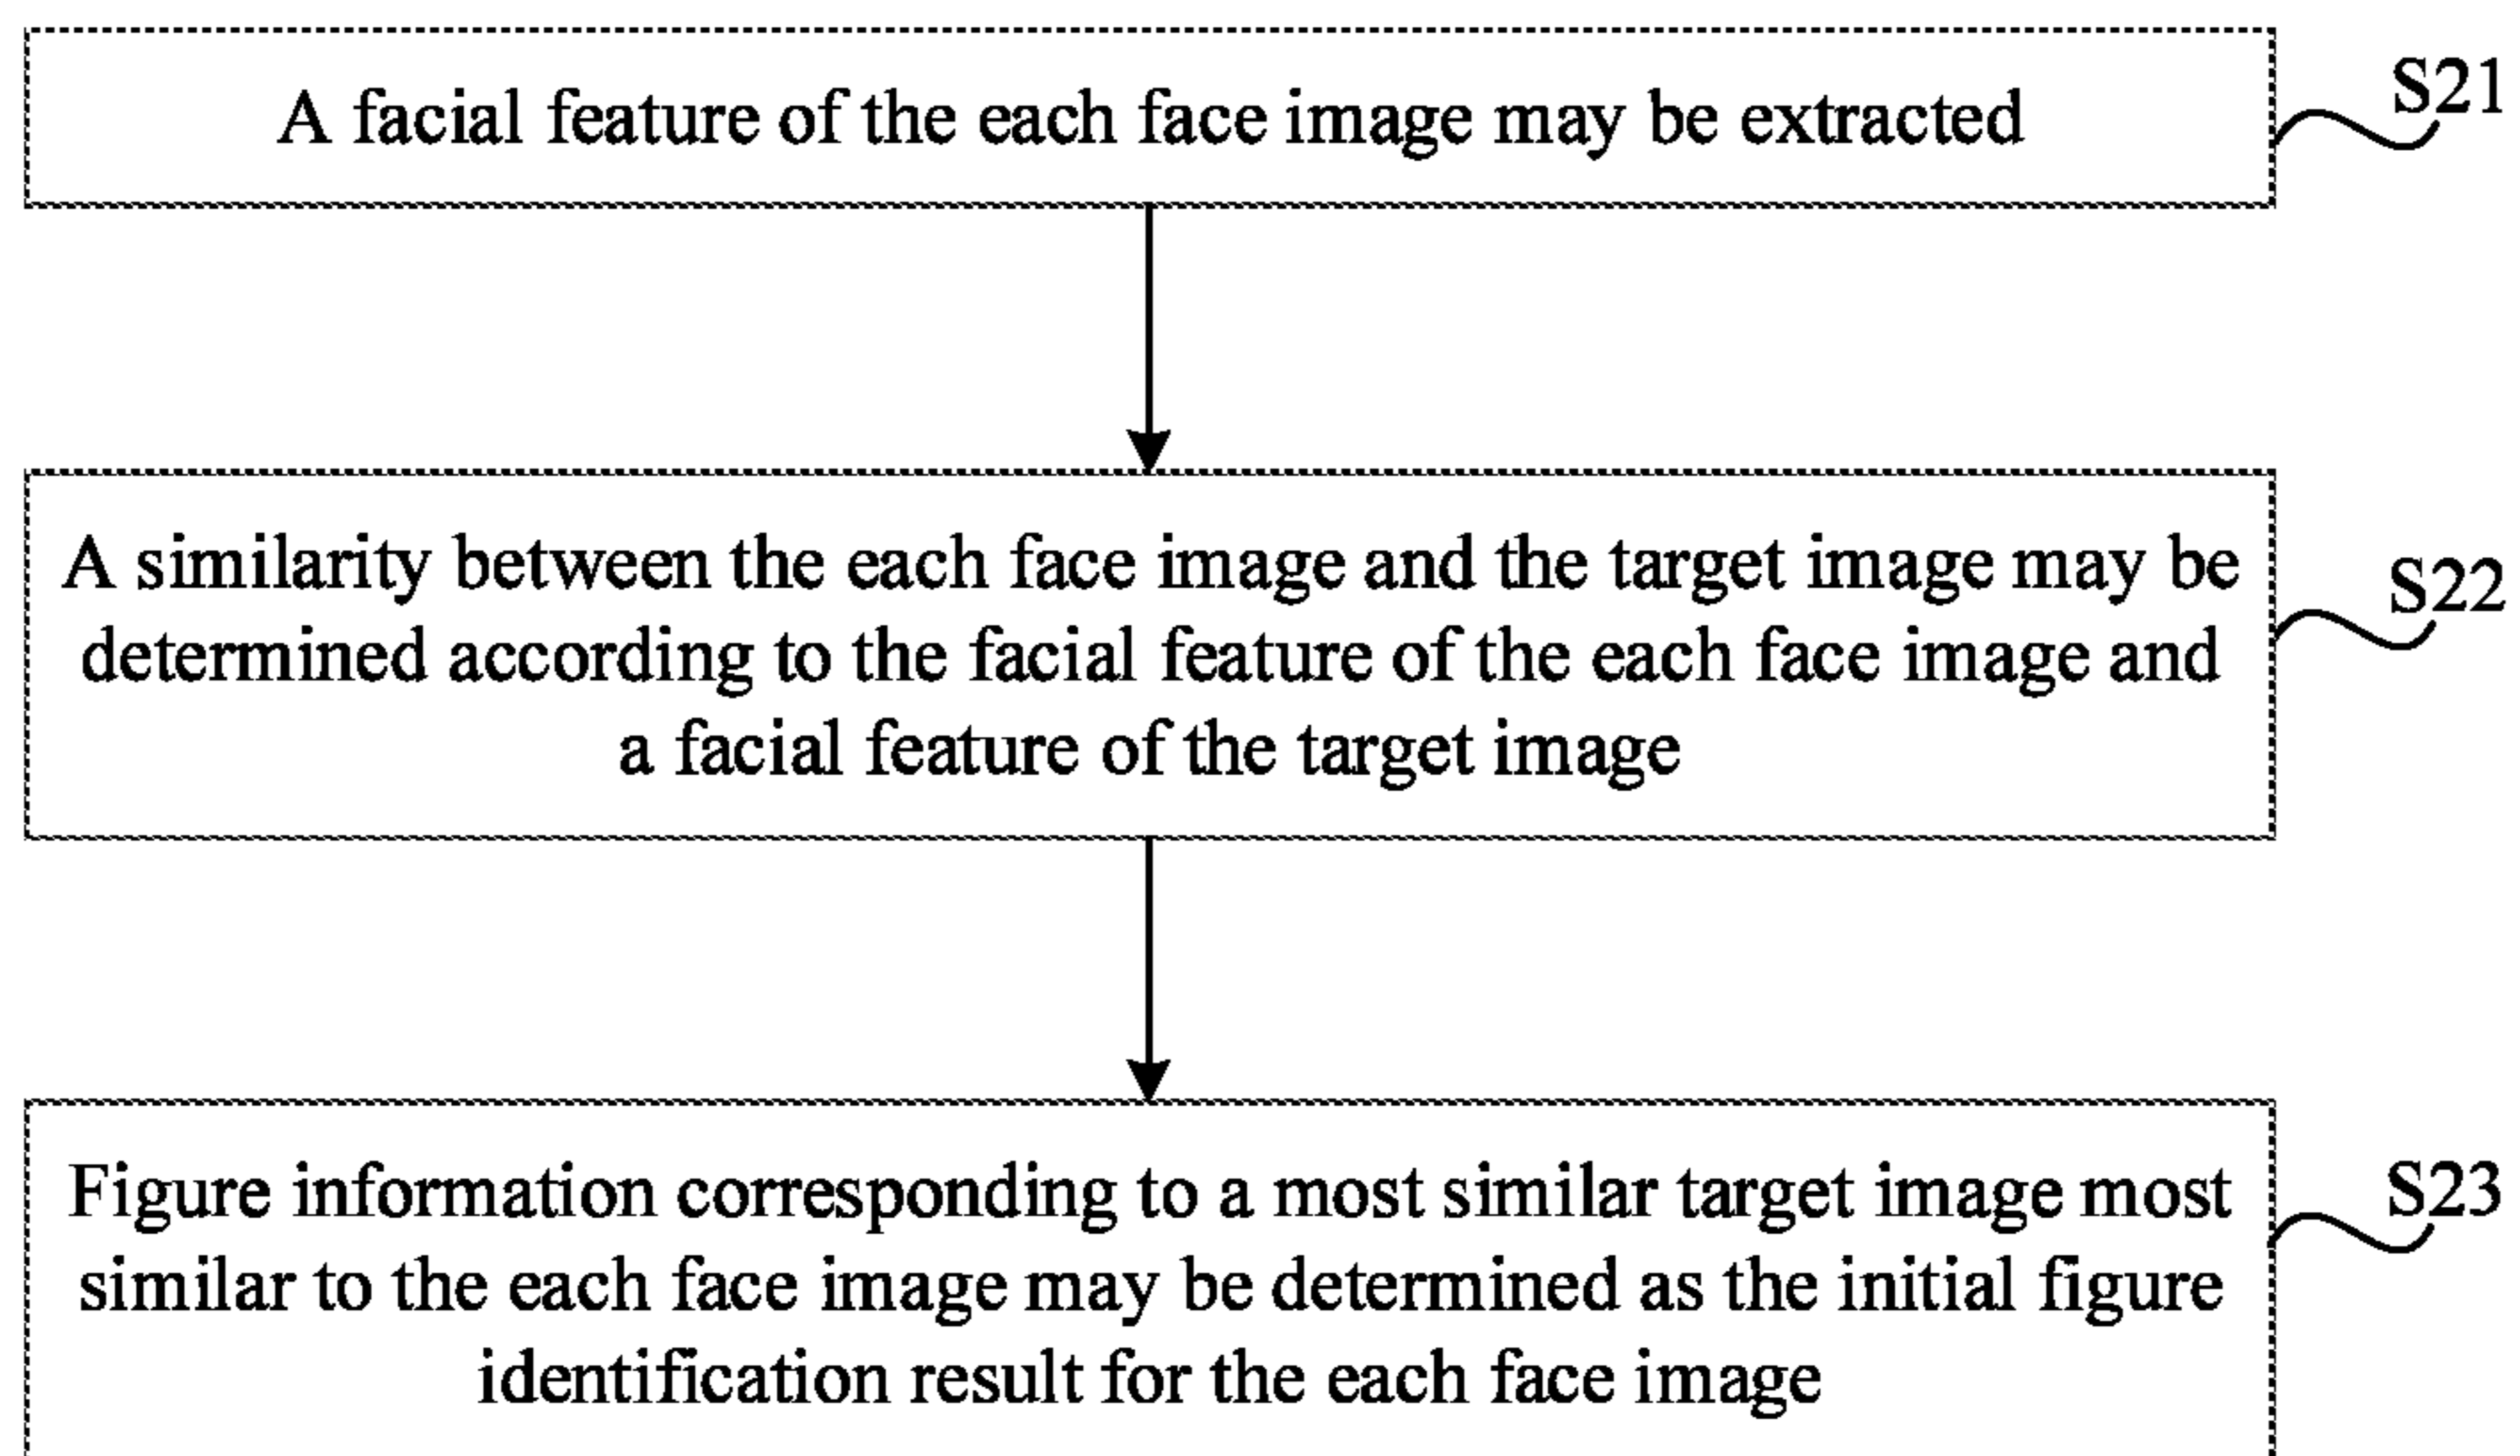 A facial feature of the each face image may be extracted
S21
A similarity between the each face image and the target image may be
determined according to the facial feature of the each face image and
a facial feature of the target image
S22
Figure information corresponding to a most similar target image most
similar to the each face image may be determined as the initial figure
identification result for the each face image
S23